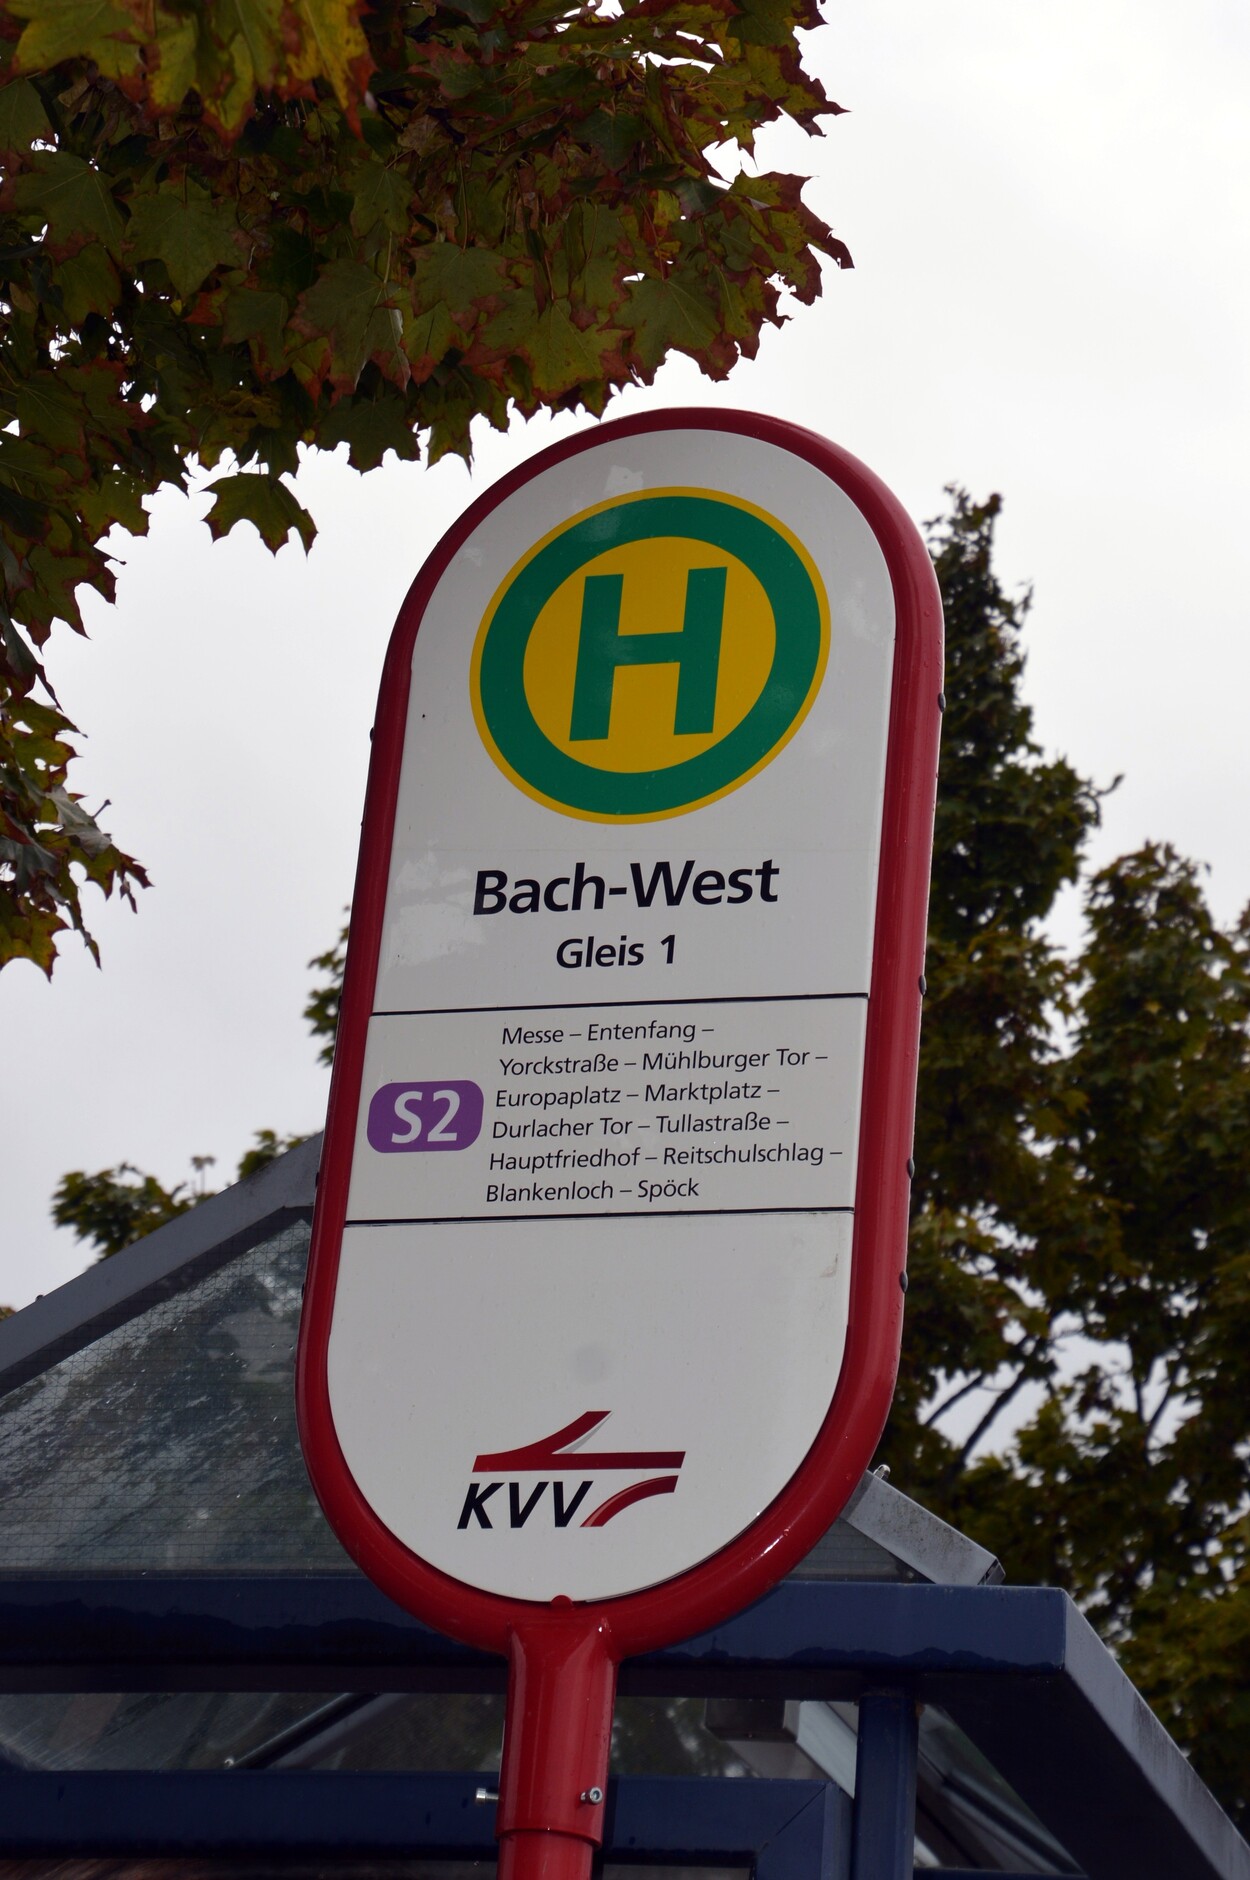 H
Bach-West
Gleis 1
Messe – Entenfang –
Yorckstraße – Mühlburger Tor –
S2
Europaplatz – Marktplatz –
Durlacher Tor – Tullastraße –
Hauptfriedhof – Reitschulschlag –
Blankenloch – Spöck
KVV